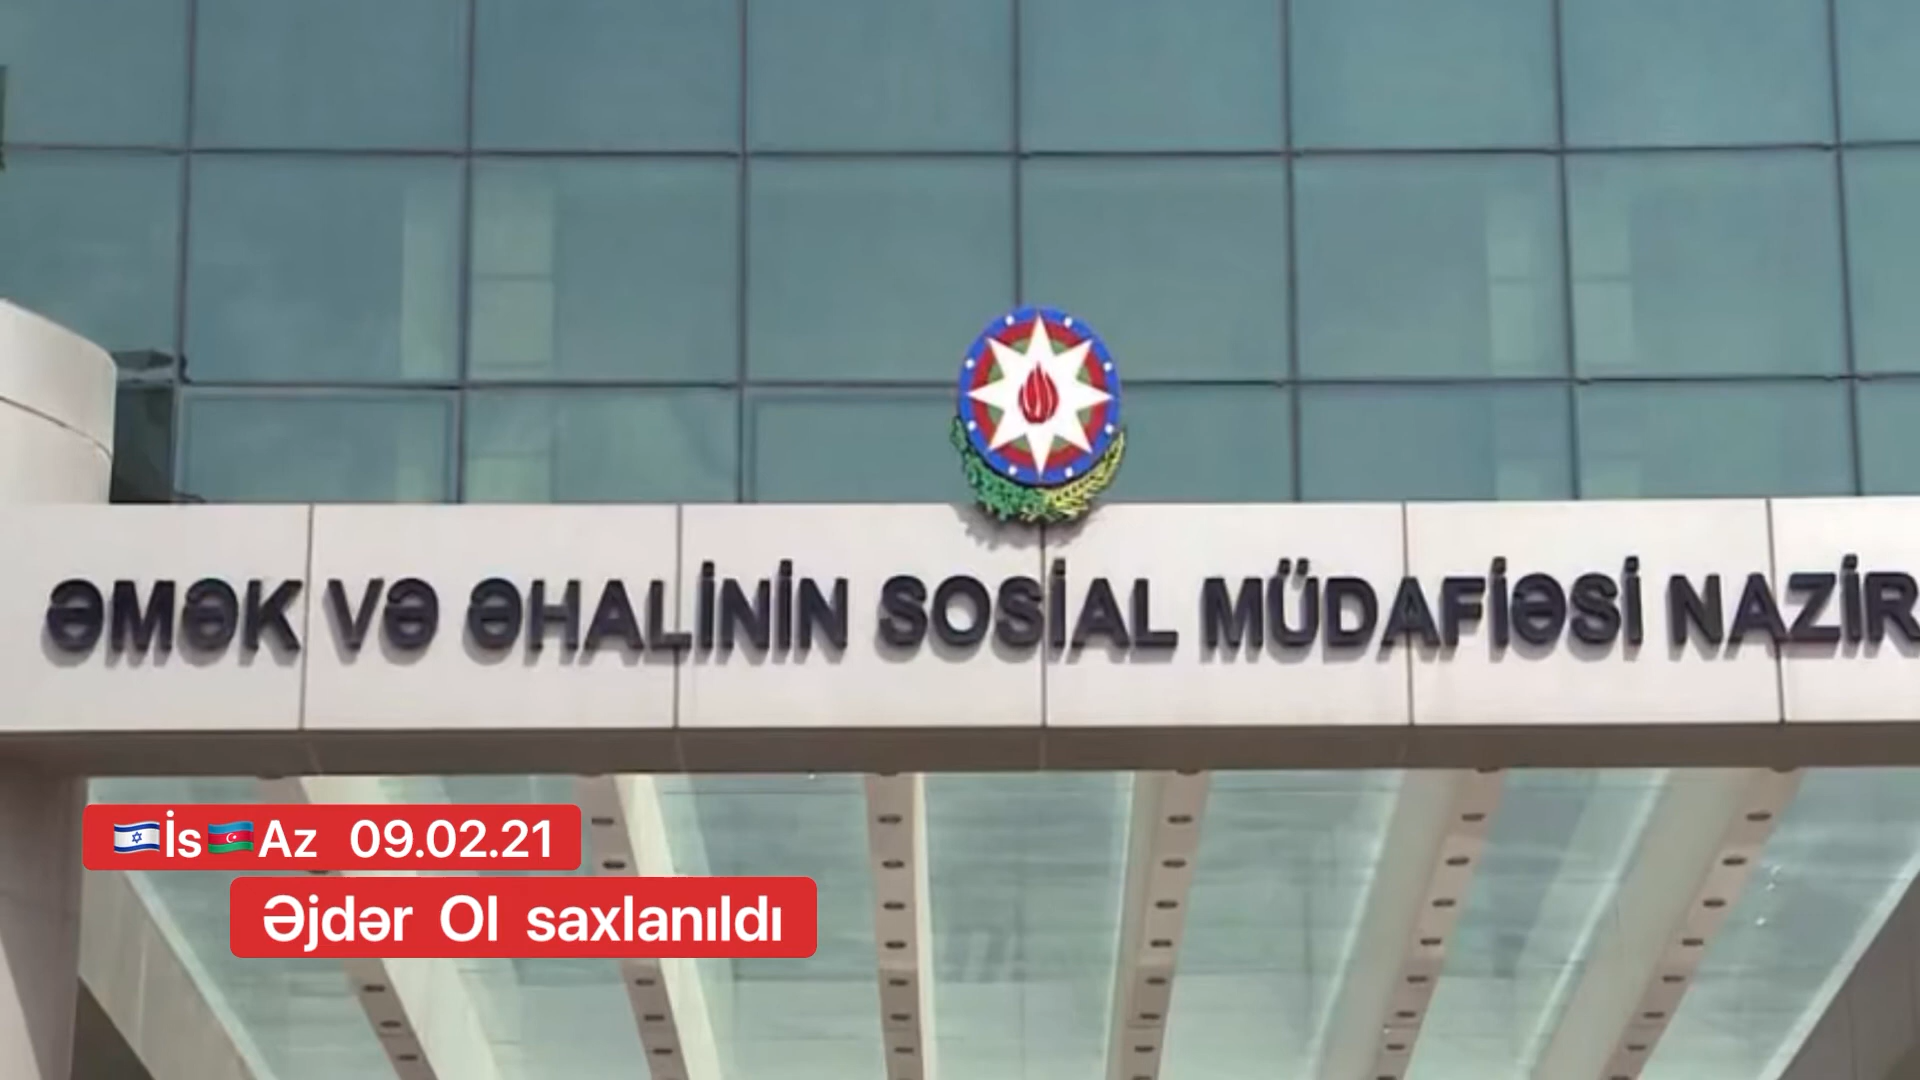 ƏMƏK VƏ ƏHALİNİN SOSİAL MÜDAFİƏSİ NAZİR
🇮🇱İs🇦🇿Az 09.02.21
Əjdər Ol saxlanıldı